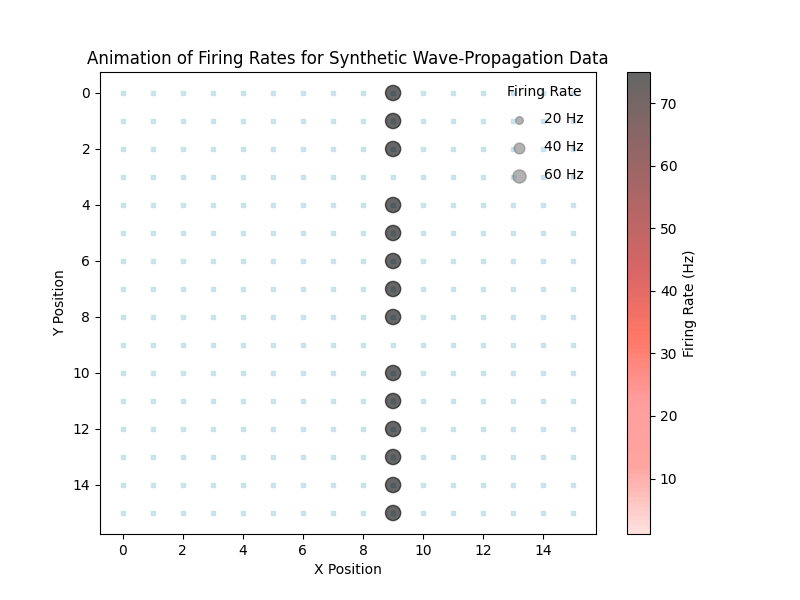 Animation of Firing Rates for Synthetic Wave-Propagation Data
Firing Rate
20 Hz
40 Hz
60 Hz
0
2
4
6
8
10
12
14
Y Position
0
2
4
6
8
10
12
14
X Position
70
60
50
40
30
20
10
Firing Rate (Hz)